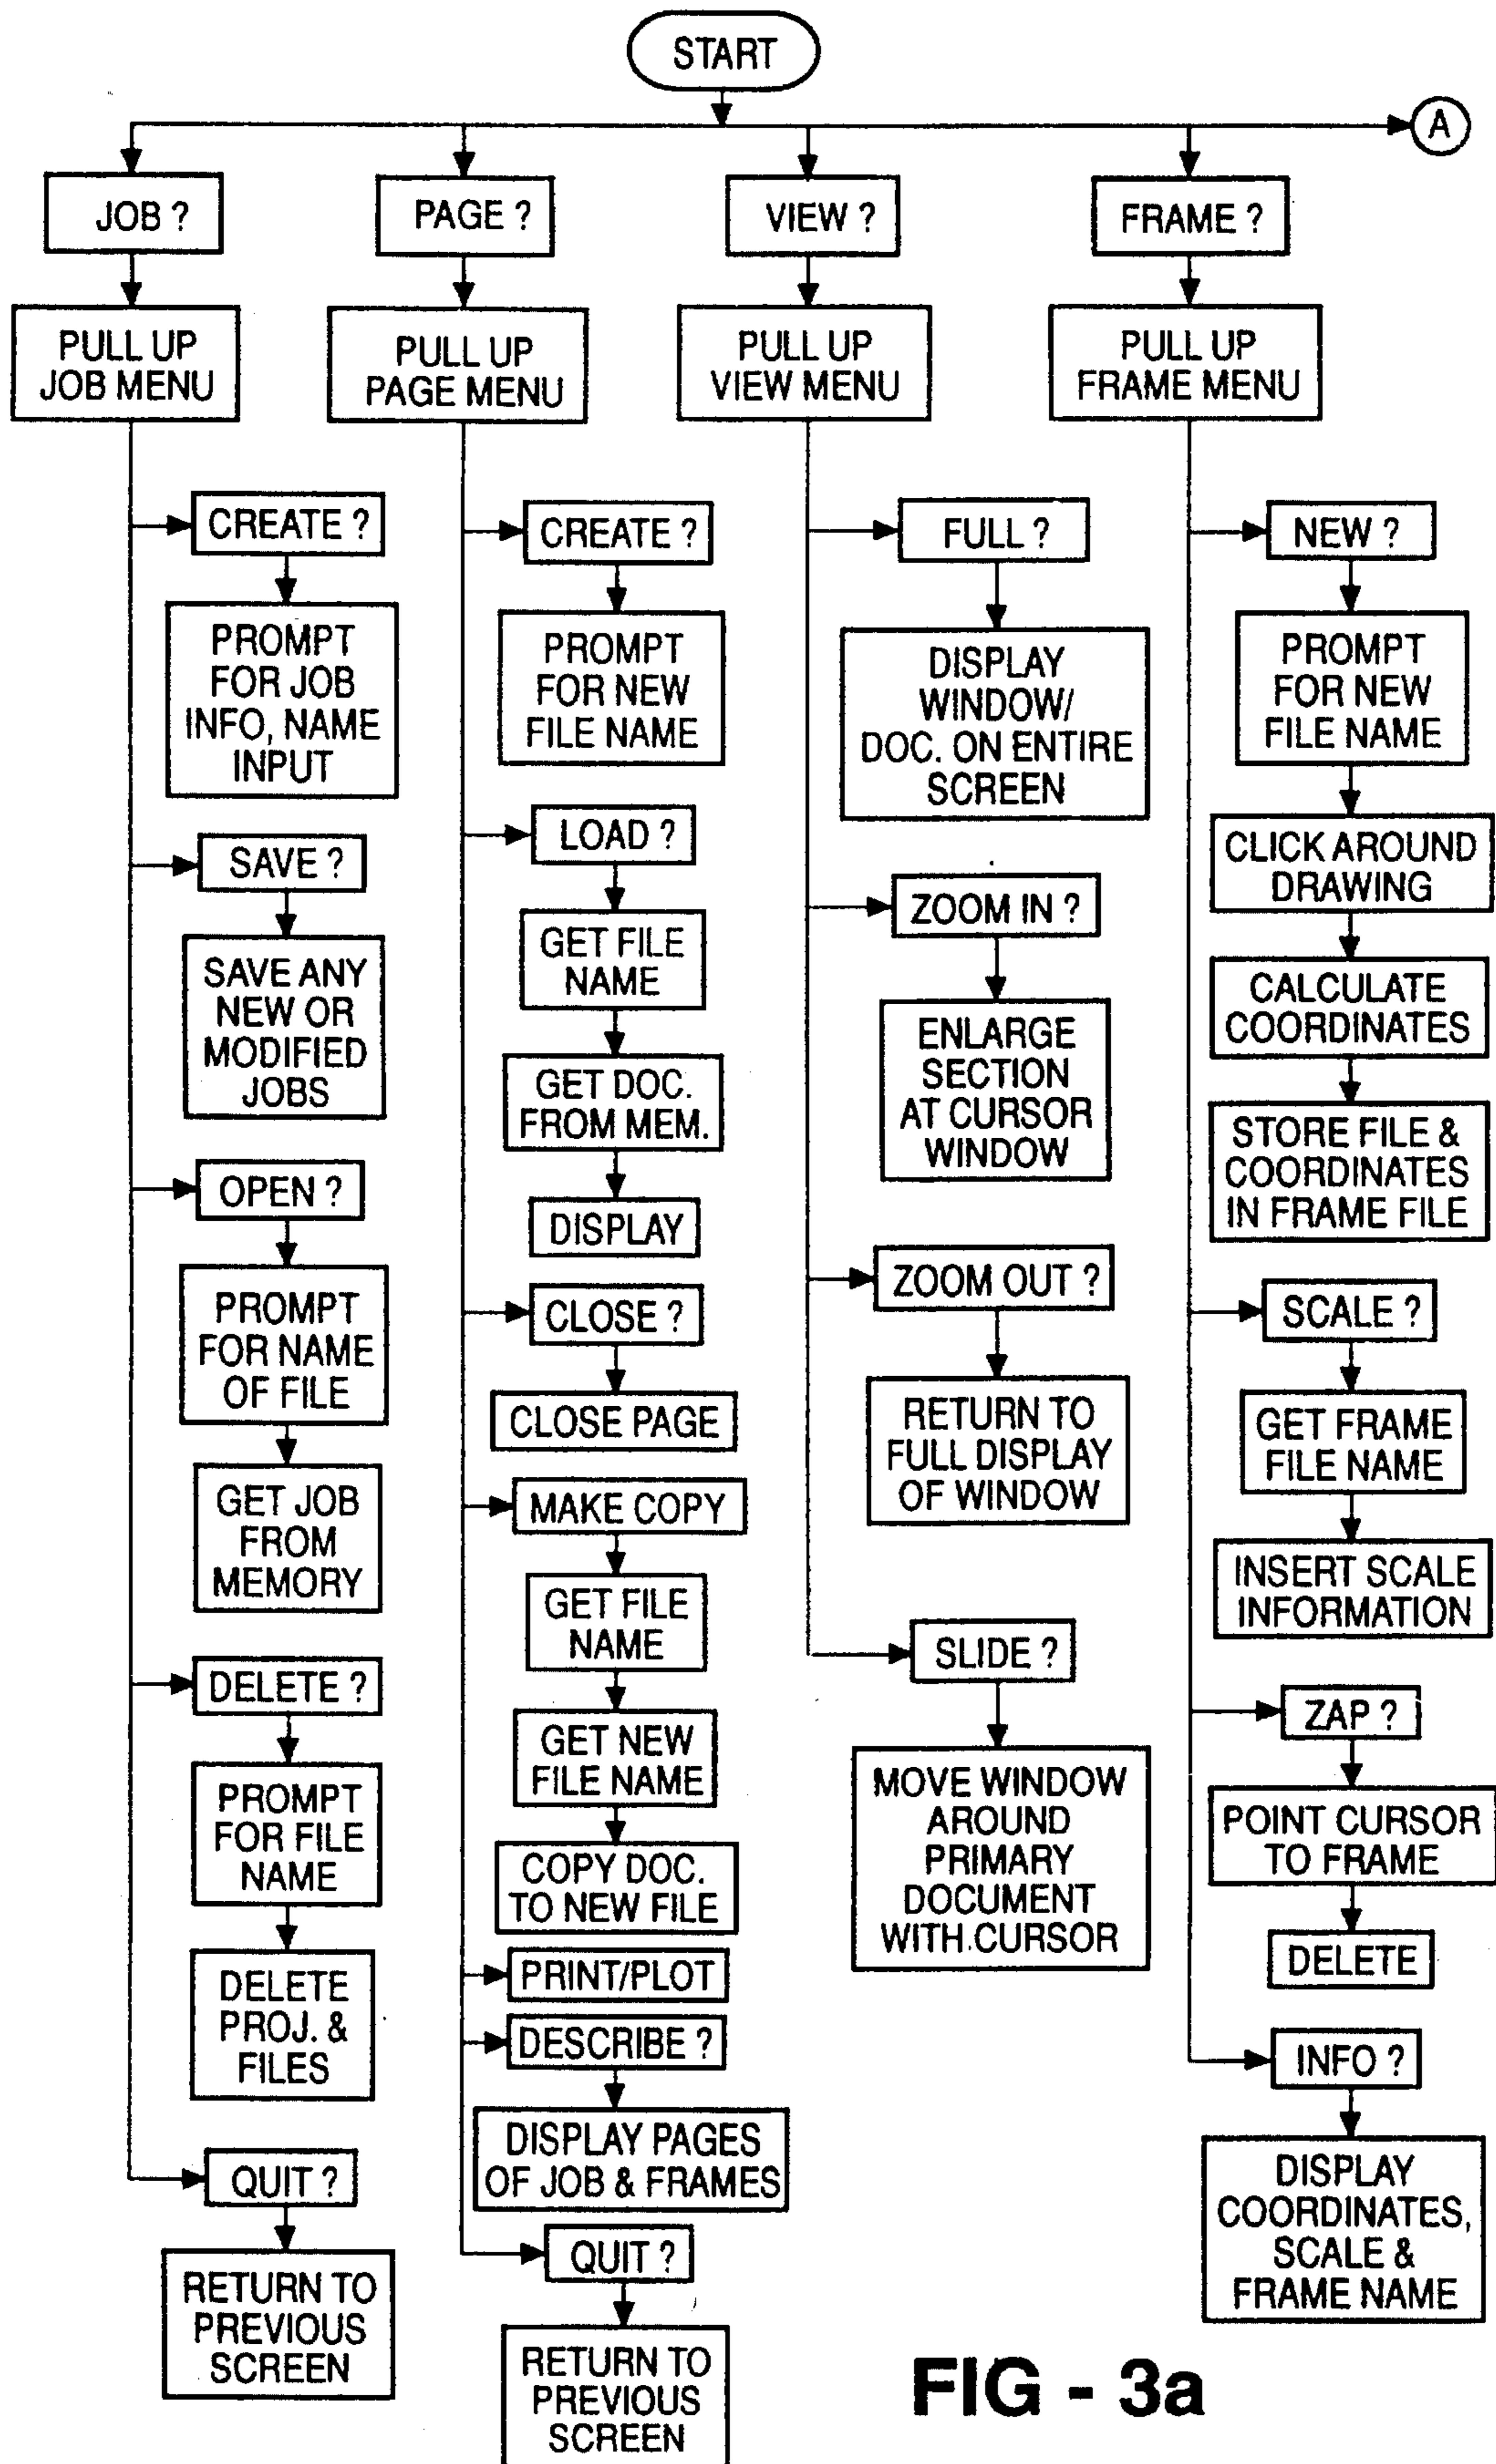 START
A
JOB ?
PAGE ?
VIEW ?
FRAME ?
PULL UP
JOB MENU
PULL UP
PAGE MENU
PULL UP
VIEW MENU
PULL UP
FRAME MENU
CREATE ?
PROMPT
FOR JOB
INFO, NAME
INPUT
SAVE ?
SAVE ANY
NEW OR
MODIFIED
JOBS
OPEN ?
PROMPT
FOR NAME
OF FILE
GET JOB
FROM
MEMORY
DELETE ?
PROMPT
FOR FILE
NAME
DELETE
PROJ. &
FILES
QUIT ?
RETURN TO
PREVIOUS
SCREEN
CREATE ?
PROMPT
FOR NEW
FILE NAME
LOAD ?
GET FILE
NAME
GET DOC.
FROM MEM.
DISPLAY
CLOSE ?
CLOSE PAGE
MAKE COPY
GET FILE
NAME
GET NEW
FILE NAME
COPY DOC.
TO NEW FILE
PRINT/PLOT
DESCRIBE ?
DISPLAY PAGES
OF JOB & FRAMES
QUIT ?
RETURN TO
PREVIOUS
SCREEN
FULL ?
DISPLAY
WINDOW/
DOC. ON ENTIRE
SCREEN
ZOOM IN ?
ENLARGE
SECTION
AT CURSOR
WINDOW
ZOOM OUT ?
RETURN TO
FULL DISPLAY
OF WINDOW
SLIDE ?
MOVE WINDOW
AROUND
PRIMARY
DOCUMENT
WITH CURSOR
NEW ?
PROMPT
FOR NEW
FILE NAME
CLICK AROUND
DRAWING
CALCULATE
COORDINATES
STORE FILE &
COORDINATES
IN FRAME FILE
SCALE ?
GET FRAME
FILE NAME
INSERT SCALE
INFORMATION
ZAP ?
POINT CURSOR
TO FRAME
DELETE
INFO ?
DISPLAY
COORDINATES,
SCALE &
FRAME NAME
FIG - 3a